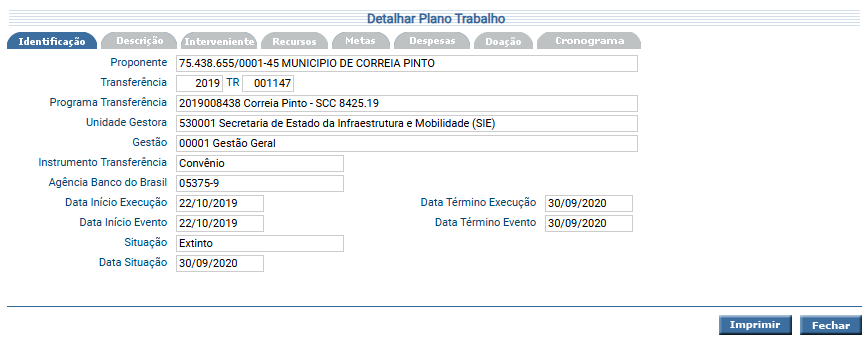 Detalhar Plano Trabalho
Identificação Descrição Interveniente Recursos Metas Despesas Doação Cronograma
Proponente 75.438.655/0001-45 MUNICIPIO DE CORREIA PINTO
Transferência 2019 TR 001147
Programa Transferência 2019008438 Correia Pinto - SCC 8425.19
Unidade Gestora 530001 Secretaria de Estado da Infraestrutura e Mobilidade (SIE)
Gestão 00001 Gestão Geral
Instrumento Transferência Convênio
Agência Banco do Brasil 05375-9
Data Início Execução 22/10/2019 Data Término Execução 30/09/2020
Data Início Evento 22/10/2019 Data Término Evento 30/09/2020
Situação Extinto
Data Situação 30/09/2020
Imprimir Fechar